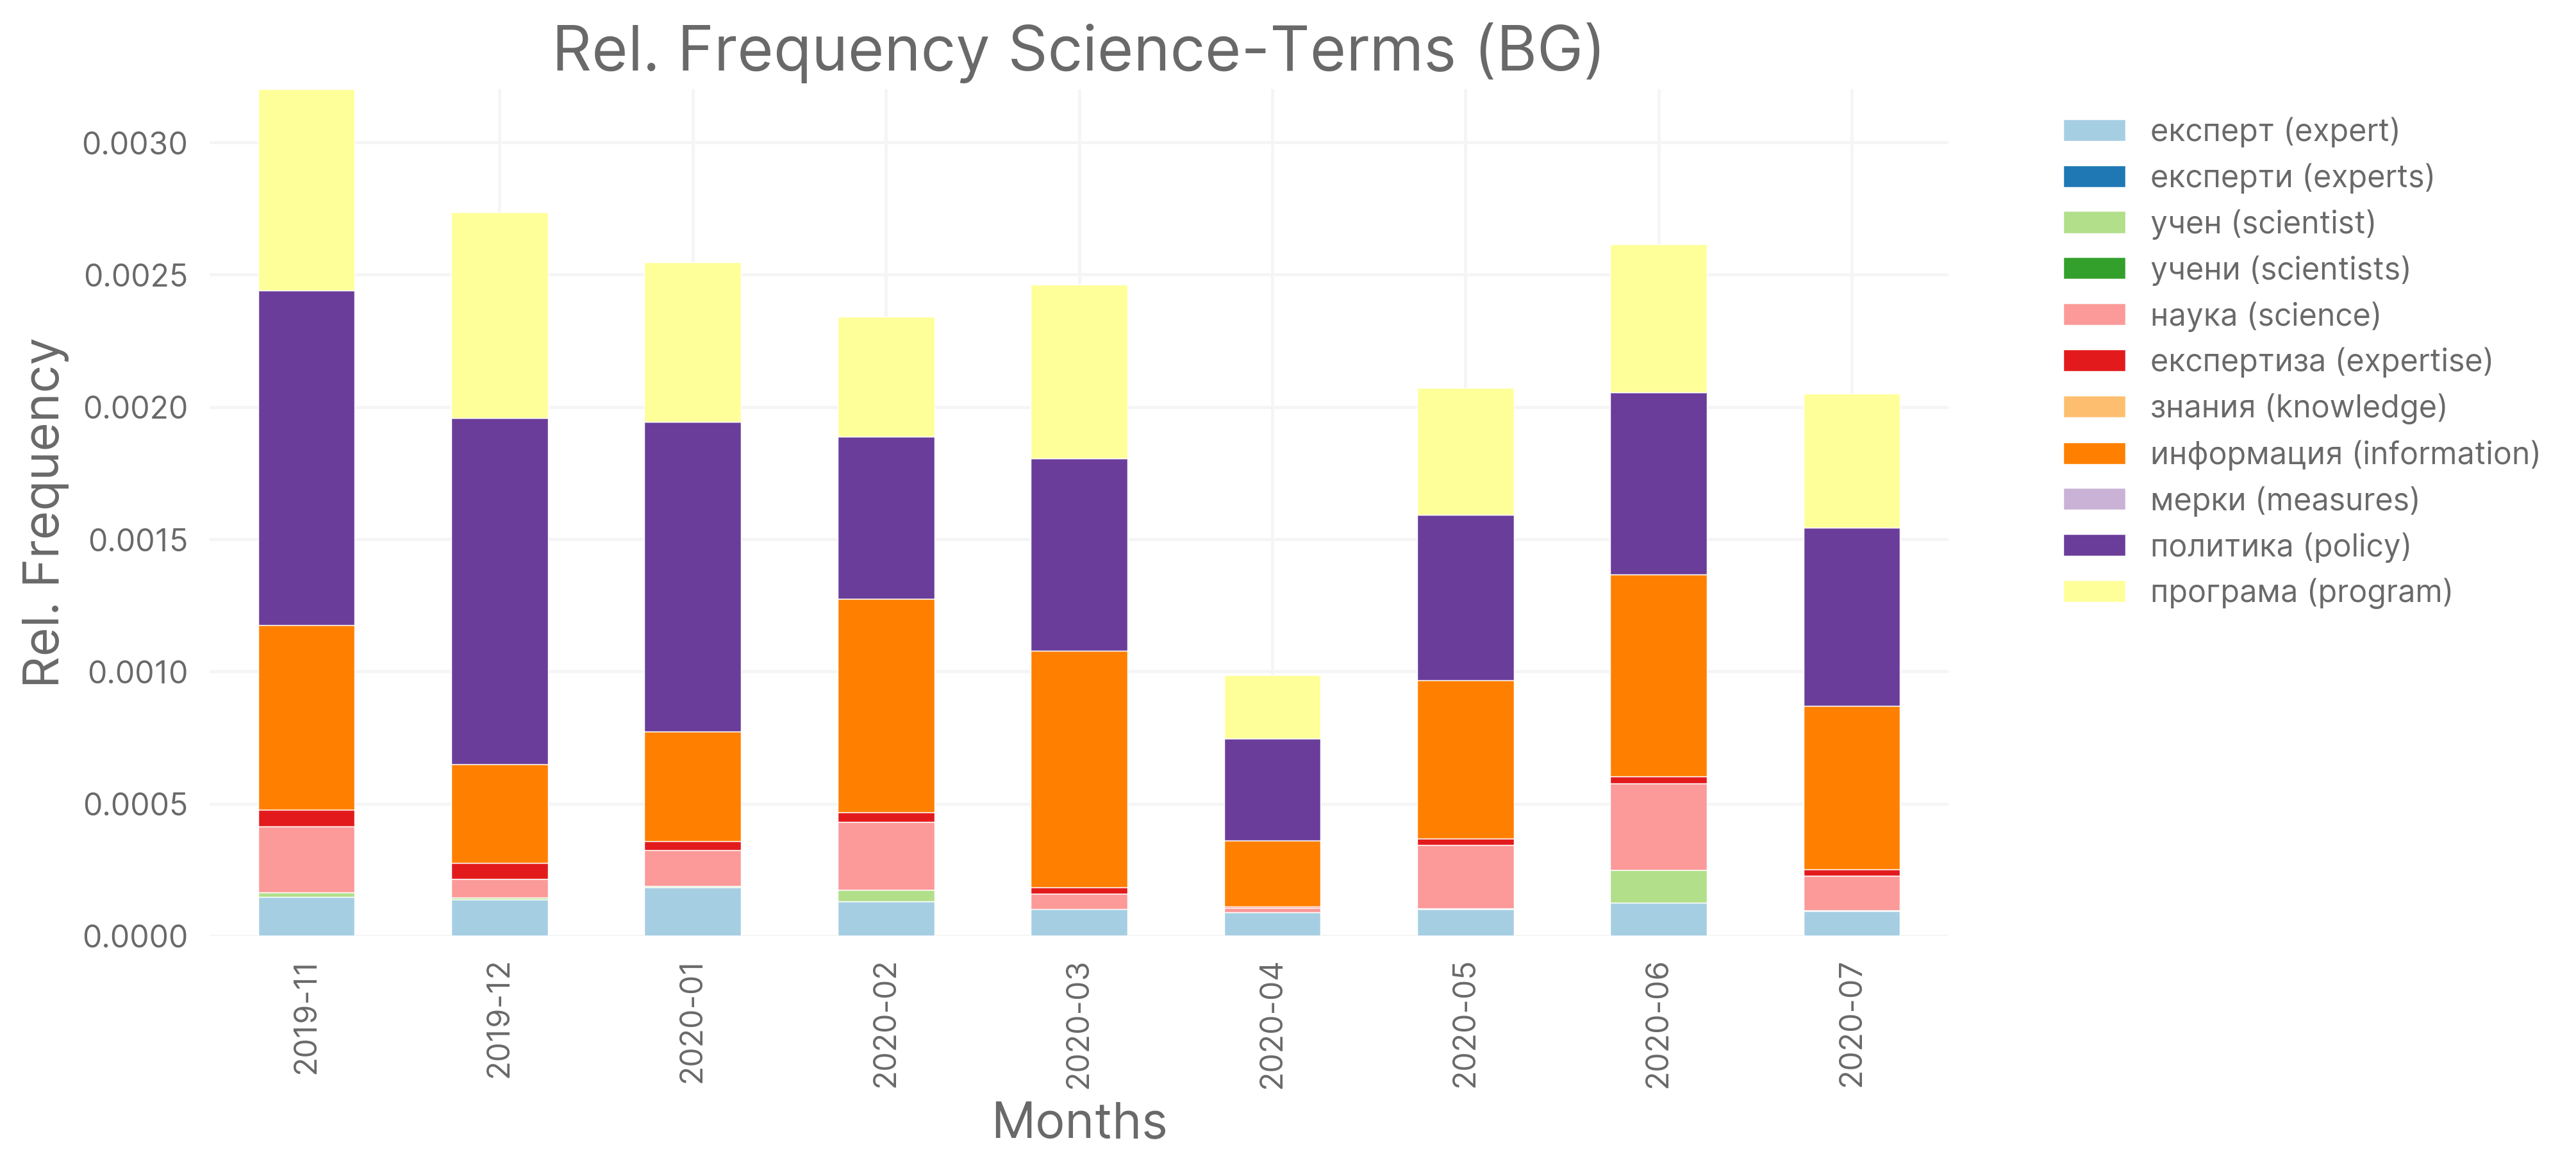 Rel. Frequency Science-Terms (BG)
Rel. Frequency
0.0030
0.0025
0.0020
0.0015
0.0010
0.0005
0.0000
2019-11
2019-12
2020-01
2020-02
2020-03
2020-04
2020-05
2020-06
2020-07
Months
експерт (expert)
експерти (experts)
учен (scientist)
учени (scientists)
наука (science)
експертиза (expertise)
знания (knowledge)
информация (information)
мерки (measures)
политика (policy)
програма (program)